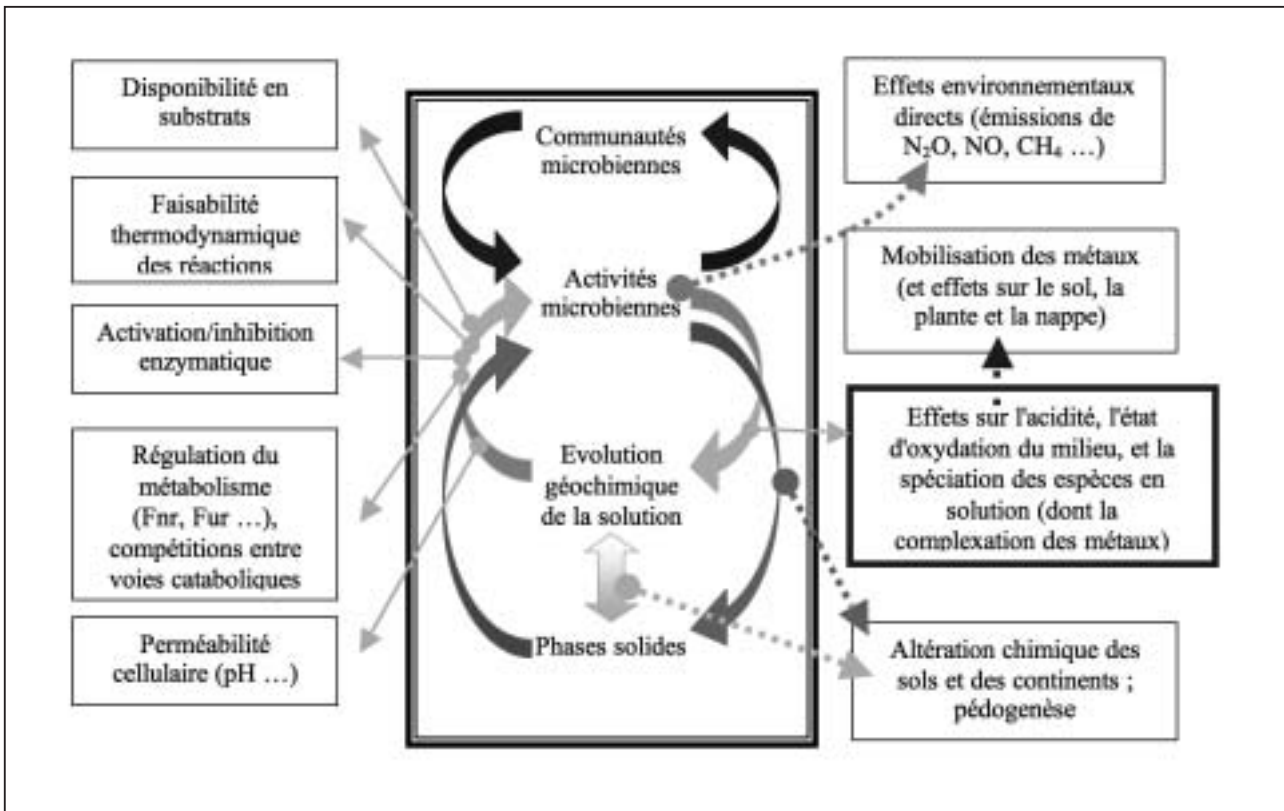 Disponibilité en
substrats
Faisabilité
thermodynamique
des réactions
Activation/inhibition
enzymatique
Régulation du
métabolisme
(Fnr, Fur …),
compétitions entre
voies cataboliques
Perméabilité
cellulaire (pH …)
Communautés
microbiennes
Activités
microbiennes
Evolution
géochimique
de la solution
Phases solides
Effets environnementaux
directs (émissions de
N₂O, NO, CH₄ …)
Mobilisation des métaux
(et effets sur le sol, la
plante et la nappe)
Effets sur l'acidité, l'état
d'oxydation du milieu, et la
spéciation des espèces en
solution (dont la
complexation des métaux)
Altération chimique des
sols et des continents ;
pédogenèse